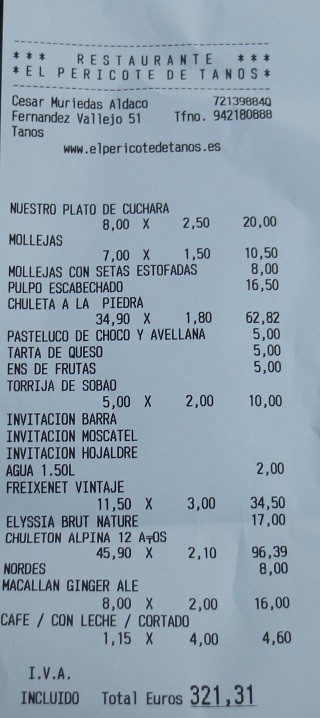 *** RESTAURANTE ***
*EL PERICOTE DE TANOS*
Cesar Muriedas Aldaco 72139884Q
Fernandez Vallejo 51 Tfno. 942180888
Tanos
www.elpericotedetanos.es
NUESTRO PLATO DE CUCHARA
8,00 X 2,50 20,00
MOLLEJAS
7,00 X 1,50 10,50
MOLLEJAS CON SETAS ESTOFADAS 8,00
PULPO ESCABECHADO 16,50
CHULETA A LA PIEDRA
34,90 X 1,80 62,82
PASTELUCO DE CHOCO Y AVELLANA 5,00
TARTA DE QUESO 5,00
ENS DE FRUTAS 5,00
TORRIJA DE SOBAO
5,00 X 2,00 10,00
INVITACION BARRA
INVITACION MOSCATEL
INVITACION HOJALDRE
AGUA 1.50L 2,00
FREIXENET VINTAJE
11,50 X 3,00 34,50
ELYSSIA BRUT NATURE 17,00
CHULETON ALPINA 12 A╤OS
45,90 X 2,10 96,39
NORDES 8,00
MACALLAN GINGER ALE
8,00 X 2,00 16,00
CAFE / CON LECHE / CORTADO
1,15 X 4,00 4,60
I.V.A.
INCLUIDO Total Euros 321,31